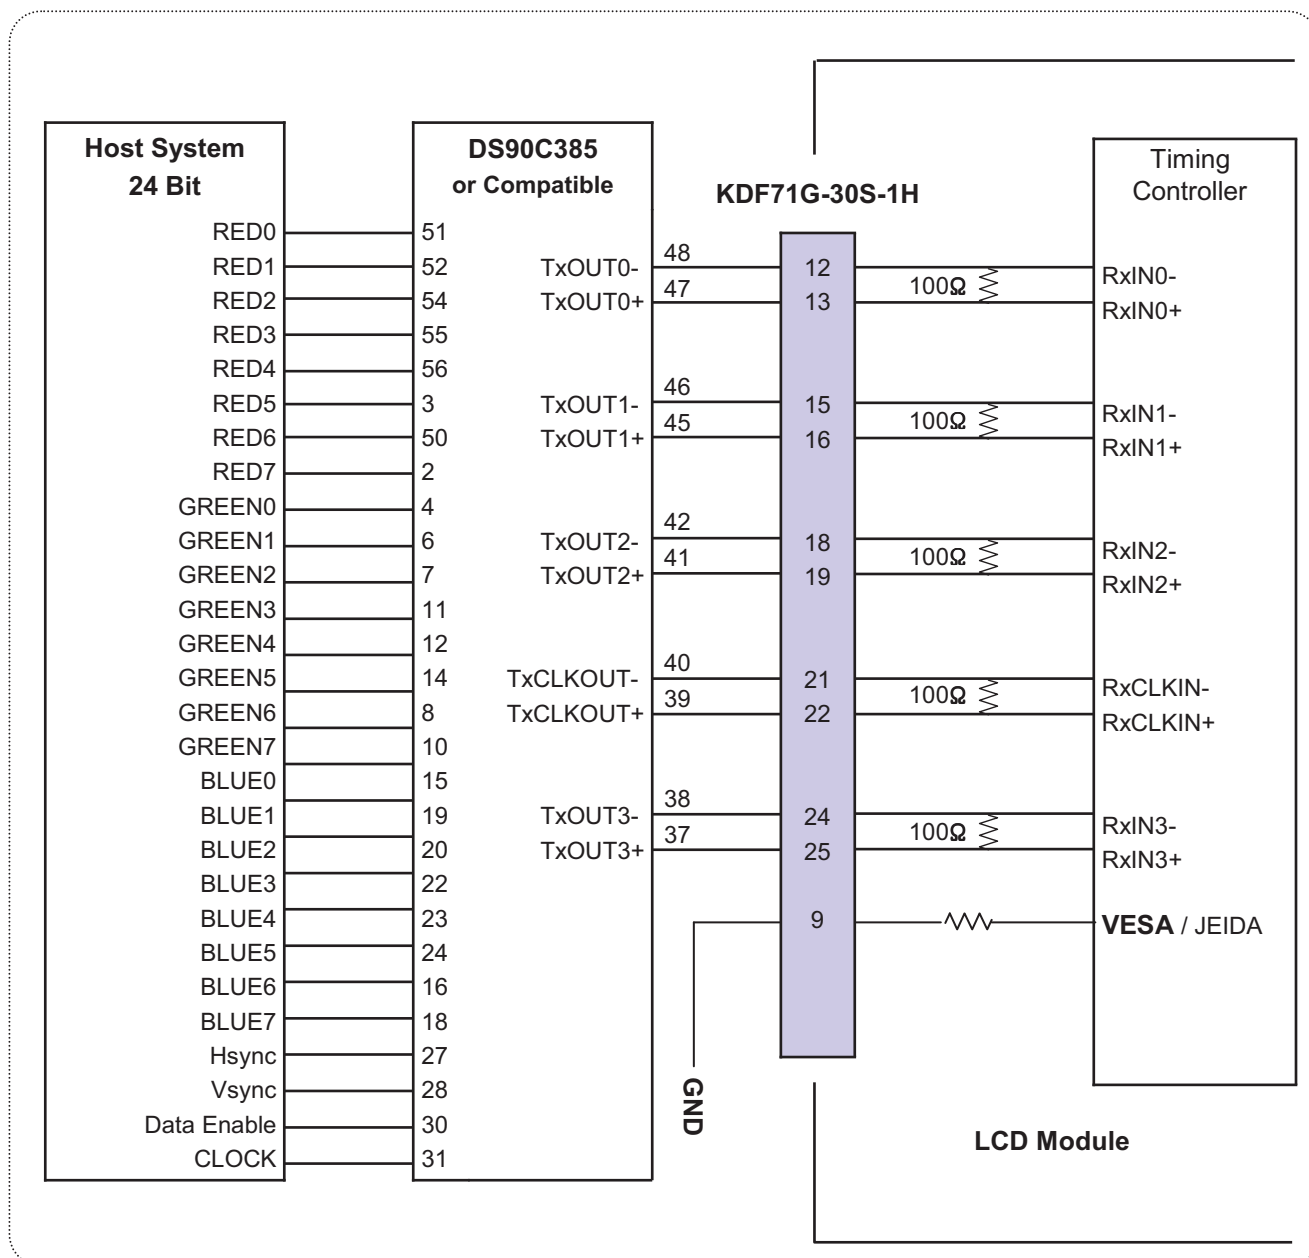 Host System
24 Bit
RED0
RED1
RED2
RED3
RED4
RED5
RED6
RED7
GREEN0
GREEN1
GREEN2
GREEN3
GREEN4
GREEN5
GREEN6
GREEN7
BLUE0
BLUE1
BLUE2
BLUE3
BLUE4
BLUE5
BLUE6
BLUE7
Hsync
Vsync
Data Enable
CLOCK
DS90C385
or Compatible
51
52
54
55
56
3
50
2
4
6
7
11
12
14
8
10
15
19
20
22
23
24
16
18
27
28
30
31
TxOUT0-
TxOUT0+
TxOUT1-
TxOUT1+
TxOUT2-
TxOUT2+
TxCLKOUT-
TxCLKOUT+
TxOUT3-
TxOUT3+
48
47
46
45
42
41
40
39
38
37
GND
KDF71G-30S-1H
12
13
15
16
18
19
21
22
24
25
9
100Ω
100Ω
100Ω
100Ω
100Ω
Timing
Controller
RxIN0-
RxIN0+
RxIN1-
RxIN1+
RxIN2-
RxIN2+
RxCLKIN-
RxCLKIN+
RxIN3-
RxIN3+
VESA / JEIDA
LCD Module